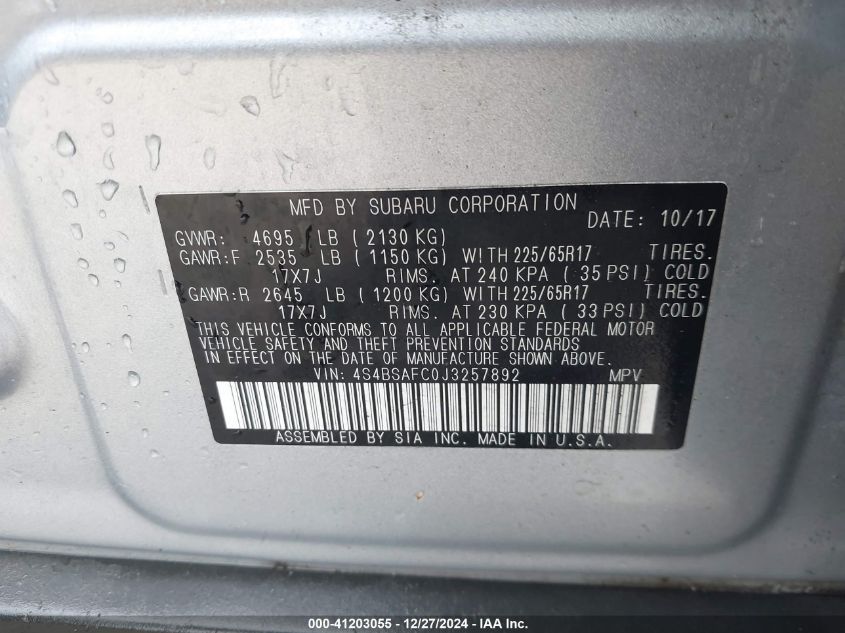 MFD BY SUBARU CORPORATION
DATE: 10/17
GVWR: 4695 LB ( 2130 KG)
GAWR:F 2535 LB ( 1150 KG) WITH 225/65R17 TIRES.
17X7J RIMS. AT 240 KPA ( 35 PSI) COLD
GAWR:R 2645 LB ( 1200 KG) WITH 225/65R17 TIRES.
17X7J RIMS. AT 230 KPA ( 33 PSI) COLD
THIS VEHICLE CONFORMS TO ALL APPLICABLE FEDERAL MOTOR
VEHICLE SAFETY AND THEFT PREVENTION STANDARDS
IN EFFECT ON THE DATE OF MANUFACTURE SHOWN ABOVE.
VIN: 4S4BSAFC0J3257892 MPV
ASSEMBLED BY SIA INC. MADE IN U.S.A.
000-41203055 - 12/27/2024 - IAA Inc.